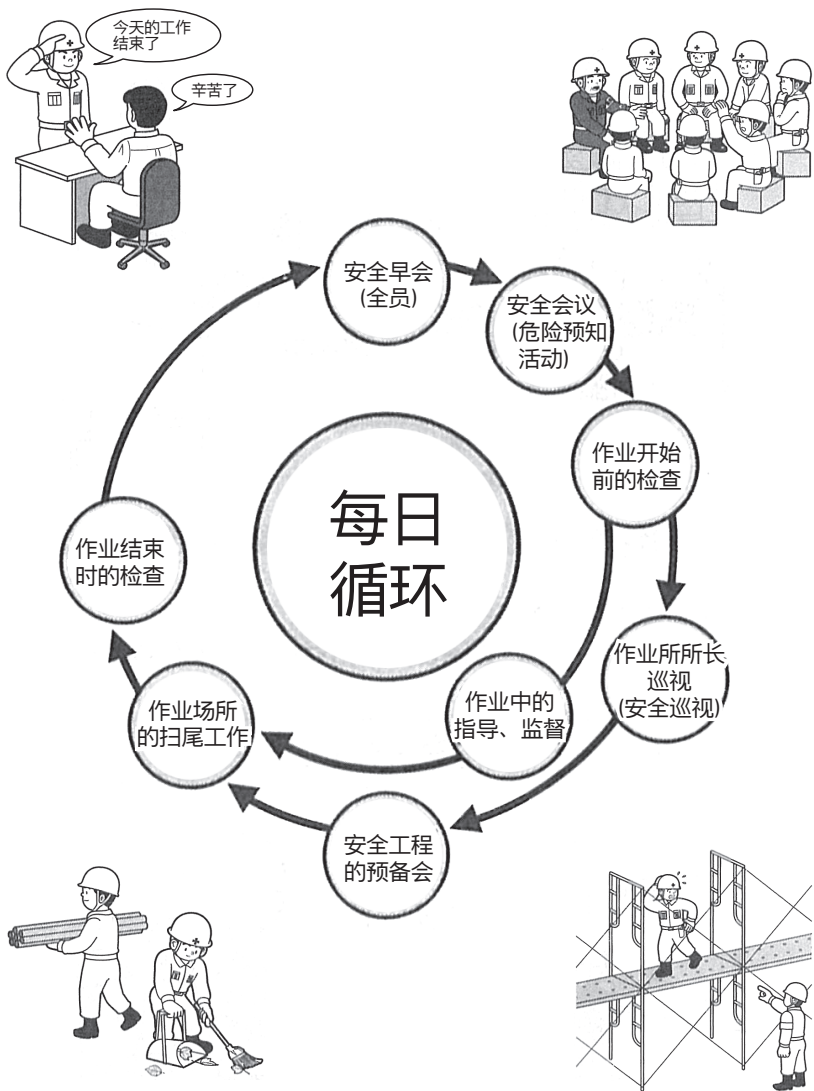 今天的工作
结束了
辛苦了
安全早会
(全员)
安全会议
(危险预知
活动)
作业开始
前的检查
每日
循环
作业结束
时的检查
作业所所长
巡视
(安全巡视)
作业中的
指导、监督
作业场所
的扫尾工作
安全工程
的预备会